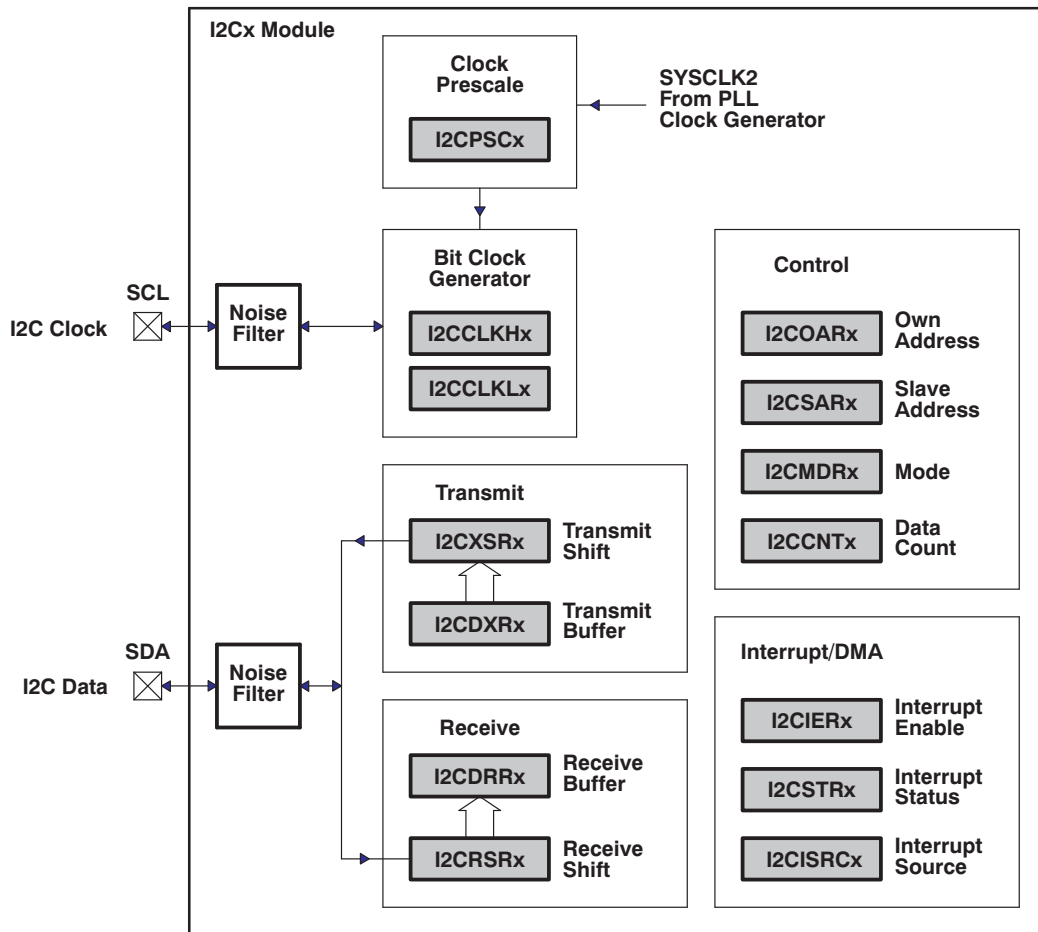 I2Cx Module
Clock
Prescale
I2CPSCx
SYSCLK2
From PLL
Clock Generator
Bit Clock
Generator
I2CCLKHx
I2CCLKLx
SCL
I2C Clock
Noise
Filter
Control
I2COARx
Own
Address
I2CSARx
Slave
Address
I2CMDRx
Mode
I2CCNTx
Data
Count
Transmit
I2CXSRx
Transmit
Shift
I2CDXRx
Transmit
Buffer
SDA
I2C Data
Noise
Filter
Receive
I2CDRRx
Receive
Buffer
I2CRSRx
Receive
Shift
Interrupt/DMA
I2CIERx
Interrupt
Enable
I2CSTRx
Interrupt
Status
I2CISRCx
Interrupt
Source